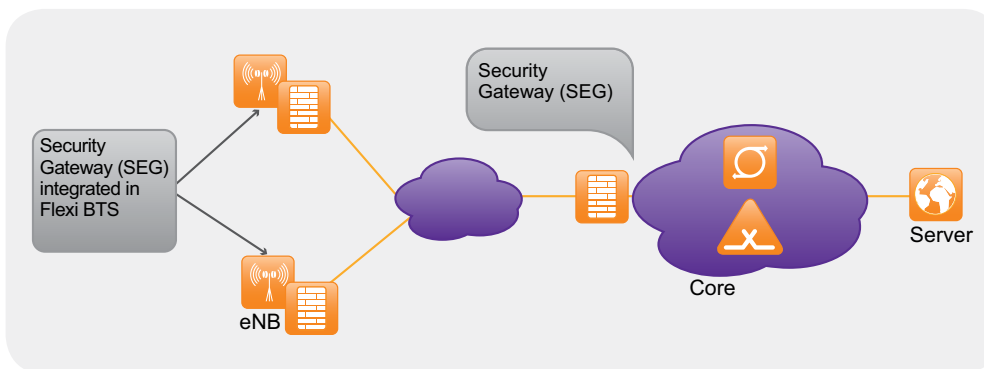 Security
Gateway (SEG)
integrated in
Flexi BTS
eNB
Security
Gateway (SEG)
Core
Server